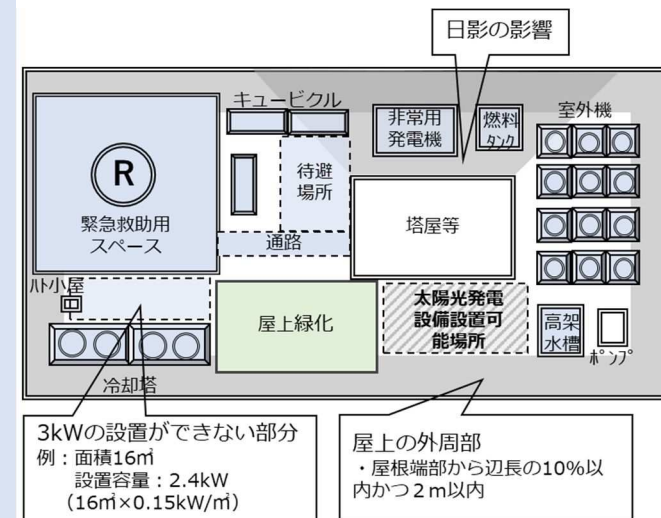 日影の影響
キュービクル
非常用
発電機
燃料
タンク
室外機
R
緊急救助用
スペース
待避
場所
通路
塔屋等
ハト小屋
屋上緑化
太陽光発電
設備設置可
能場所
高架
水槽
ポンプ
冷却塔
3kWの設置ができない部分
例：面積16㎡
設置容量：2.4kW
（16㎡×0.15kW/㎡）
屋上の外周部
・屋根端部から辺長の10％以
内かつ２ｍ以内